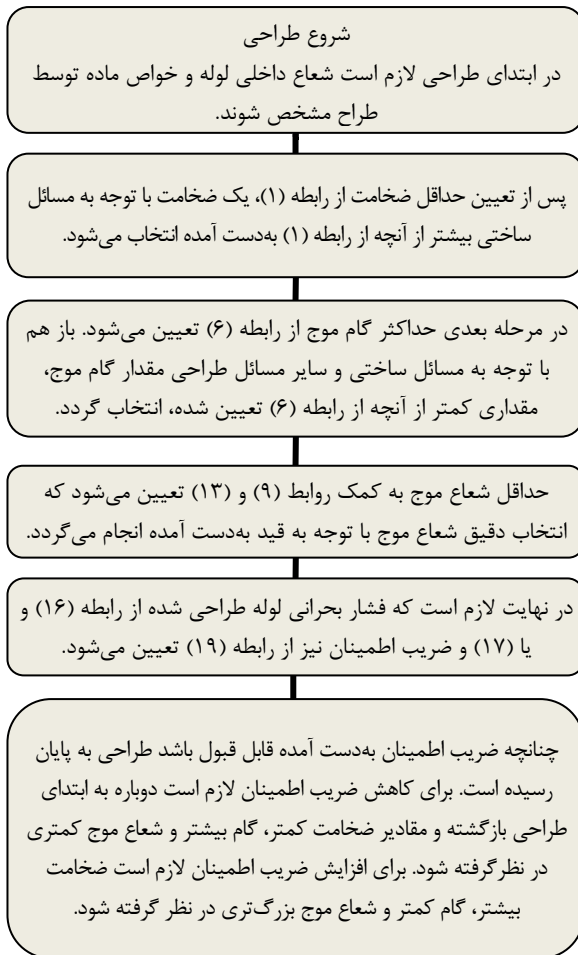 شروع طراحی
در ابتدای طراحی لازم است شعاع داخلی لوله و خواص ماده توسط
طراح مشخص شوند.
پس از تعیین حداقل ضخامت از رابطه (۱)، یک ضخامت با توجه به مسائل
ساختی بیشتر از آنچه از رابطه (۱) به‌دست آمده انتخاب می‌شود.
در مرحله بعدی حداکثر گام موج از رابطه (۶) تعیین می‌شود. باز هم
با توجه به مسائل ساختی و سایر مسائل طراحی مقدار گام موج،
مقداری کمتر از آنچه از رابطه (۶) تعیین شده، انتخاب گردد.
حداقل شعاع موج به کمک روابط (۹) و (۱۳) تعیین می‌شود که
انتخاب دقیق شعاع موج با توجه به قید به‌دست آمده انجام می‌گردد.
در نهایت لازم است که فشار بحرانی لوله طراحی شده از رابطه (۱۶) و
یا (۱۷) و ضریب اطمینان نیز از رابطه (۱۹) تعیین می‌شود.
چنانچه ضریب اطمینان به‌دست آمده قابل قبول باشد طراحی به پایان
رسیده است. برای کاهش ضریب اطمینان لازم است دوباره به ابتدای
طراحی بازگشته و مقادیر ضخامت کمتر، گام بیشتر و شعاع موج کمتری
در نظرگرفته شود. برای افزایش ضریب اطمینان لازم است ضخامت
بیشتر، گام کمتر و شعاع موج بزرگ‌تری در نظر گرفته شود.